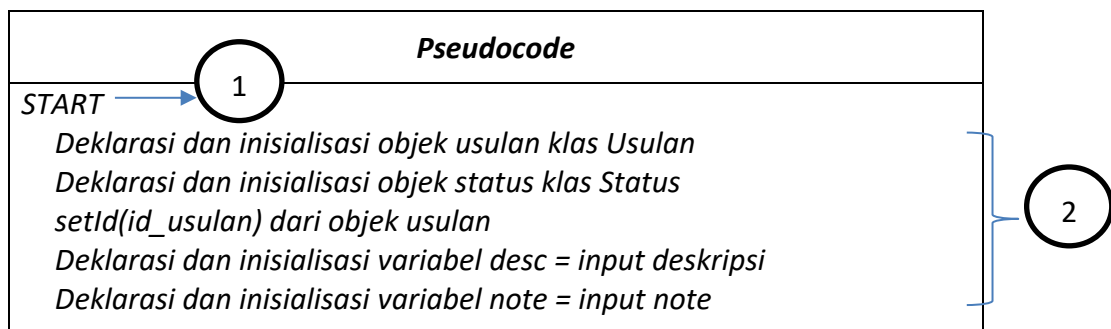 Pseudocode
1
START
Deklarasi dan inisialisasi objek usulan klas Usulan
Deklarasi dan inisialisasi objek status klas Status
setId(id_usulan) dari objek usulan
Deklarasi dan inisialisasi variabel desc = input deskripsi
Deklarasi dan inisialisasi variabel note = input note
2